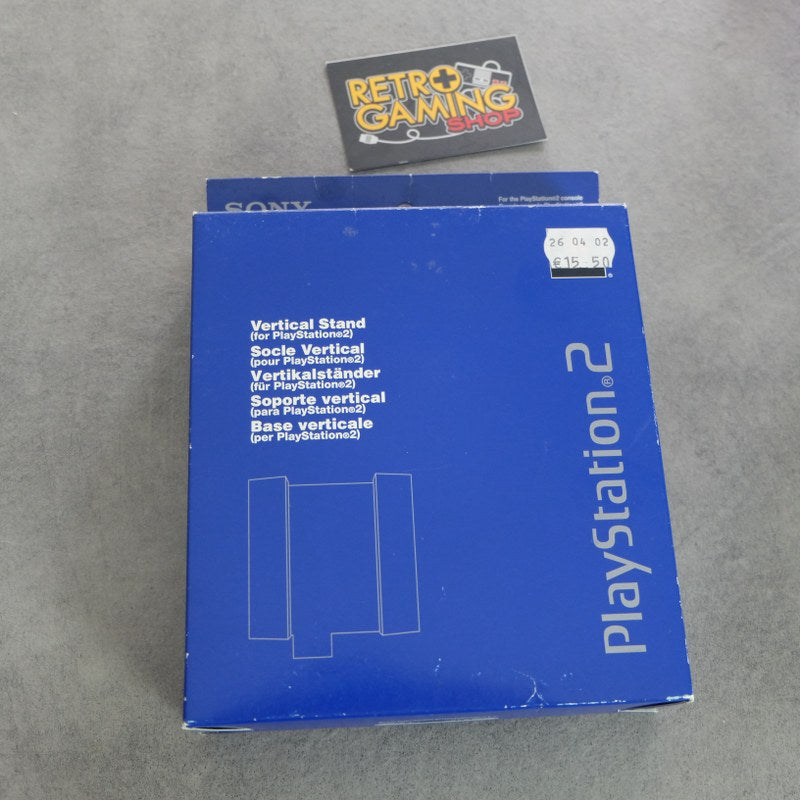 RETRO
GAMING
SHOP
SONY
For the PlayStation®2 console
26 04 02
€15.50
Vertical Stand
(for PlayStation®2)
Socle Vertical
(pour PlayStation®2)
Vertikalständer
(für PlayStation®2)
Soporte vertical
(para PlayStation®2)
Base verticale
(per PlayStation®2)
PlayStation®2